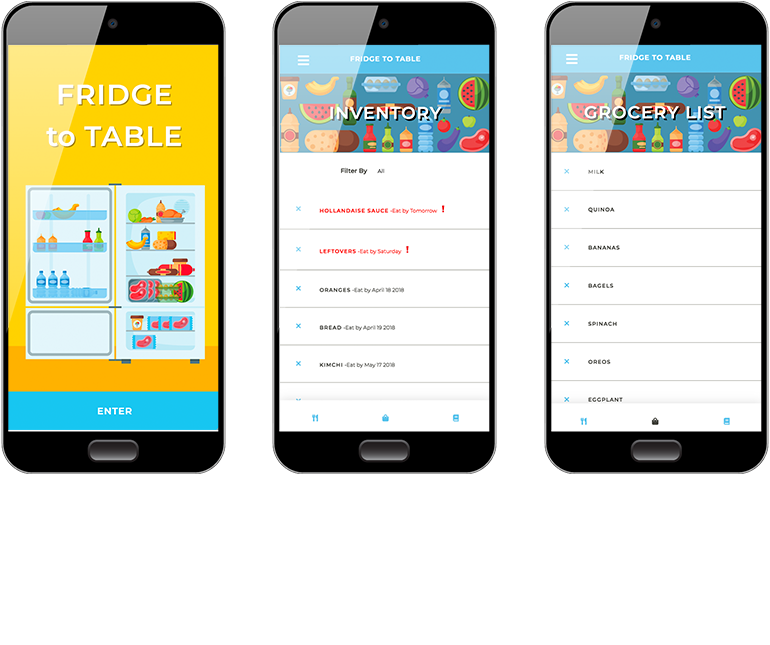 FRIDGE
to TABLE
ENTER
FRIDGE TO TABLE
INVENTORY
Filter By All
HOLLANDAISE SAUCE -Eat by Tomorrow !
LEFTOVERS -Eat by Saturday !
ORANGES -Eat by April 18 2018
BREAD -Eat by April 19 2018
KIMCHI -Eat by May 17 2018
FRIDGE TO TABLE
GROCERY LIST
MILK
QUINOA
BANANAS
BAGELS
SPINACH
OREOS
EGGPLANT